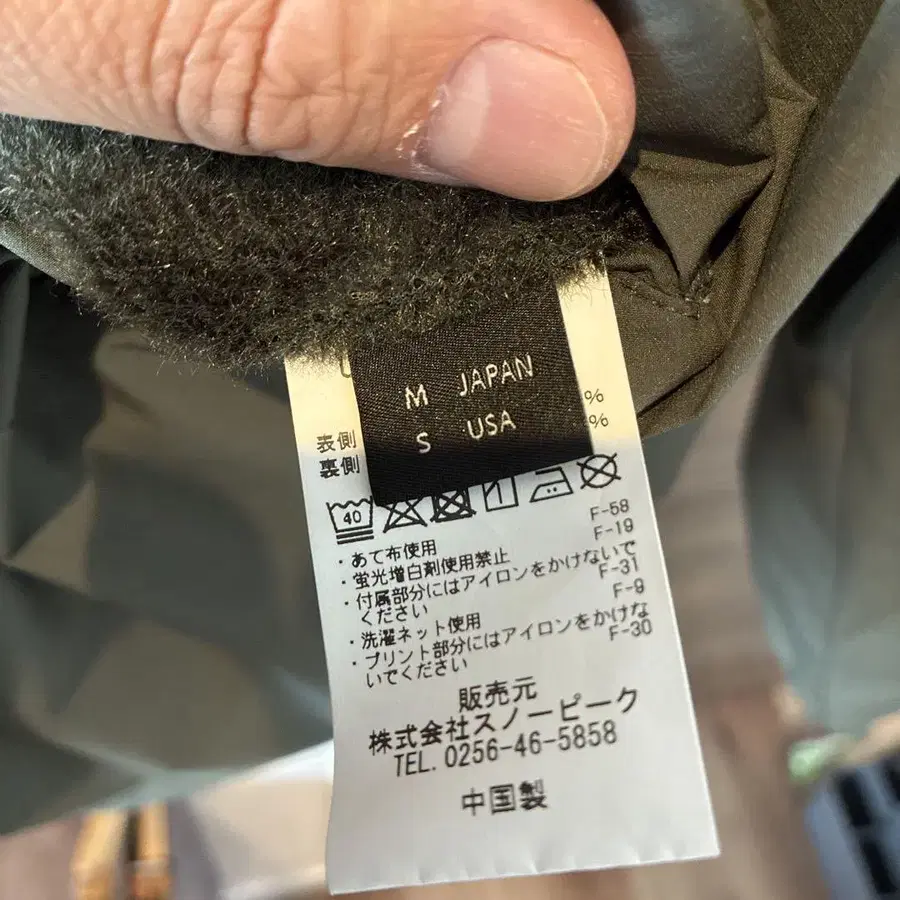 M JAPAN
S USA
%
%
表側
裏側
40
・あて布使用 F-58
・蛍光増白剤使用禁止 F-19
・付属部分にはアイロンをかけないで
ください F-31
・洗濯ネット使用 F-9
・プリント部分にはアイロンをかけな
いでください F-30
販売元
株式会社スノーピーク
TEL. 0256-46-5858
中国製